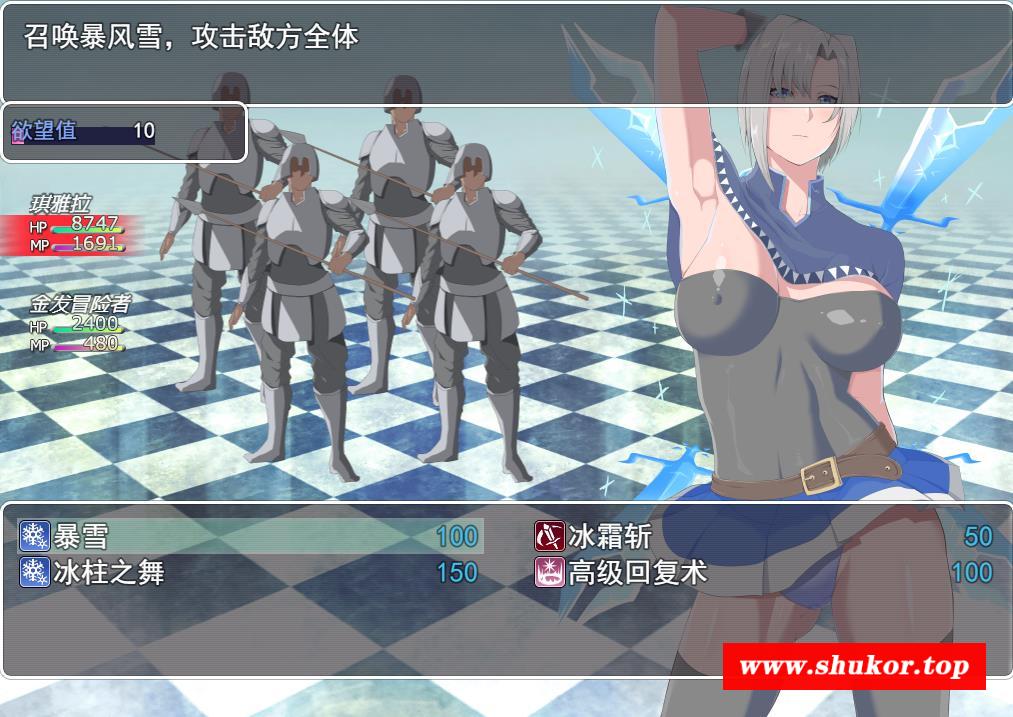 召唤暴风雪，攻击敌方全体
欲望值 10
琪雅拉
HP 8747
MP 1691
金发冒险者
HP 2400
MP 480
暴雪 100
冰霜斩 50
冰柱之舞 150
高级回复术 100
www.shukor.top